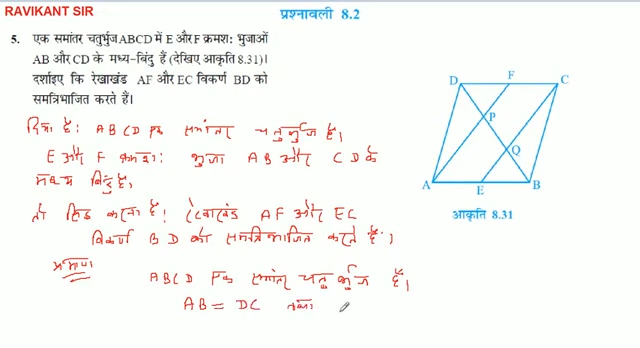 RAVIKANT SIR
प्रश्नावली 8.2
5. एक समांतर चतुर्भुज ABCD में E और F क्रमश: भुजाओं
AB और CD के मध्य-बिंदु हैं (देखिए आकृति 8.31)।
दर्शाइए कि रेखाखंड AF और EC विकर्ण BD को
समत्रिभाजित करते हैं।
दिया है: ABCD एक समांतर चतुर्भुज है।
E और F क्रमश: भुजा AB और CD के
मध्य बिंदु है,
तो सिद्ध करना है: रेखाखंड AF और EC
विकर्ण BD को समत्रिभाजित करते है,
प्रमाण
ABCD एक समांतर चतुर्भुज है।
AB = DC तथा
D F C
P
Q
A E B
आकृति 8.31